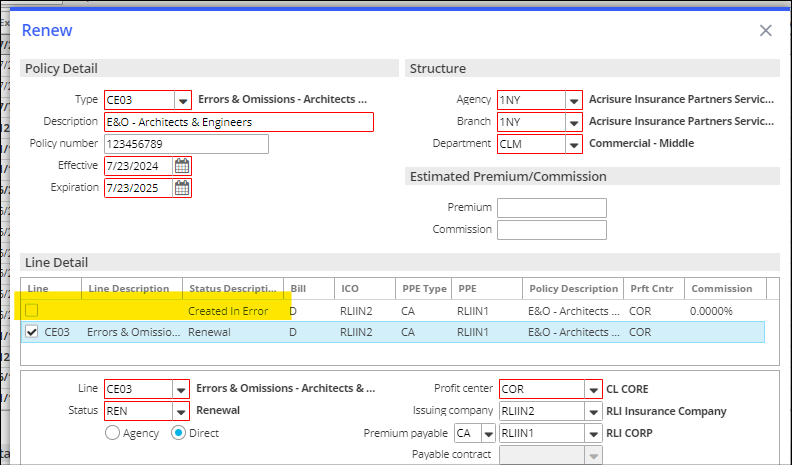 Renew
Policy Detail
Type CE03 Errors & Omissions - Architects ...
Description E&O - Architects & Engineers
Policy number 123456789
Effective 7/23/2024
Expiration 7/23/2025
Structure
Agency 1NY Acrisure Insurance Partners Servic...
Branch 1NY Acrisure Insurance Partners Servic...
Department CLM Commercial - Middle
Estimated Premium/Commission
Premium
Commission
Line Detail
Line Line Description Status Descripti... Bill ICO PPE Type PPE Policy Description Prft Cntr Commission
Created In Error D RLIIN2 CA RLIIN1 E&O - Architects ... COR 0.0000%
CE03 Errors & Omissio... Renewal D RLIIN2 CA RLIIN1 E&O - Architects ... COR
Line CE03 Errors & Omissions - Architects & ...
Status REN Renewal
Agency Direct
Profit center COR CL CORE
Issuing company RLIIN2 RLI Insurance Company
Premium payable CA RLIIN1 RLI CORP
Payable contract